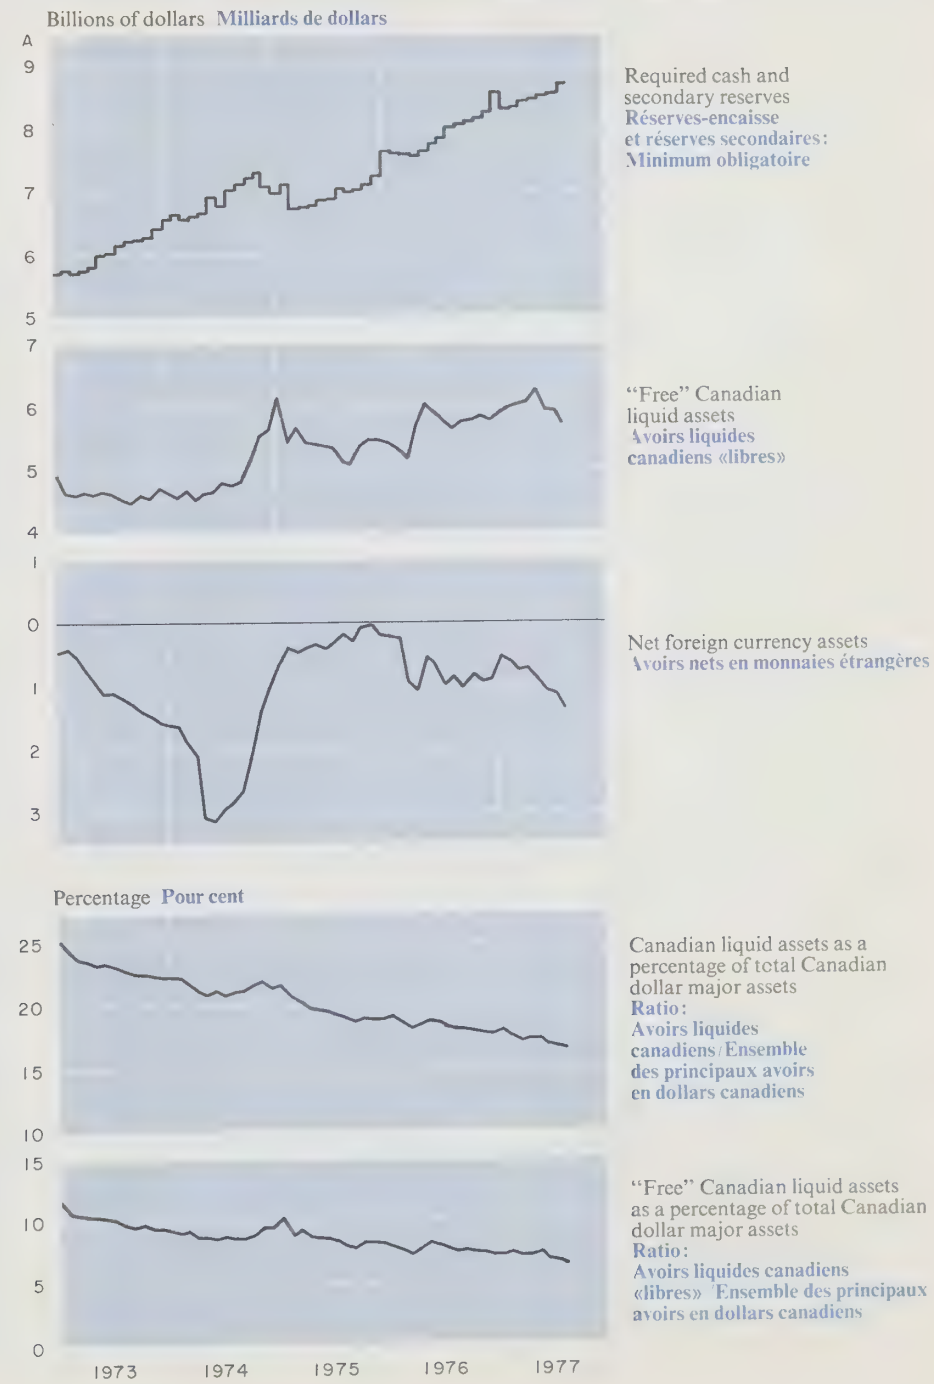 Billions of dollars Milliards de dollars
A
9
8
7
6
5
Required cash and
secondary reserves
Réserves-encaisse
et réserves secondaires:
Minimum obligatoire
7
6
5
4
"Free" Canadian
liquid assets
Avoirs liquides
canadiens «libres»
1
0
1
2
3
Net foreign currency assets
Avoirs nets en monnaies étrangères
Percentage Pour cent
25
20
15
10
Canadian liquid assets as a
percentage of total Canadian
dollar major assets
Ratio:
Avoirs liquides
canadiens/Ensemble
des principaux avoirs
en dollars canadiens
15
10
5
0
"Free" Canadian liquid assets
as a percentage of total Canadian
dollar major assets
Ratio:
Avoirs liquides canadiens
«libres» Ensemble des principaux
avoirs en dollars canadiens
1973 1974 1975 1976 1977